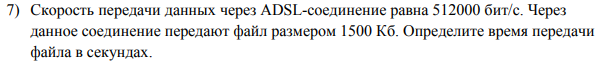 7) Скорость передачи данных через ADSL-соединение равна 512000 бит/с. Через
данное соединение передают файл размером 1500 Кб. Определите время передачи
файла в секундах.